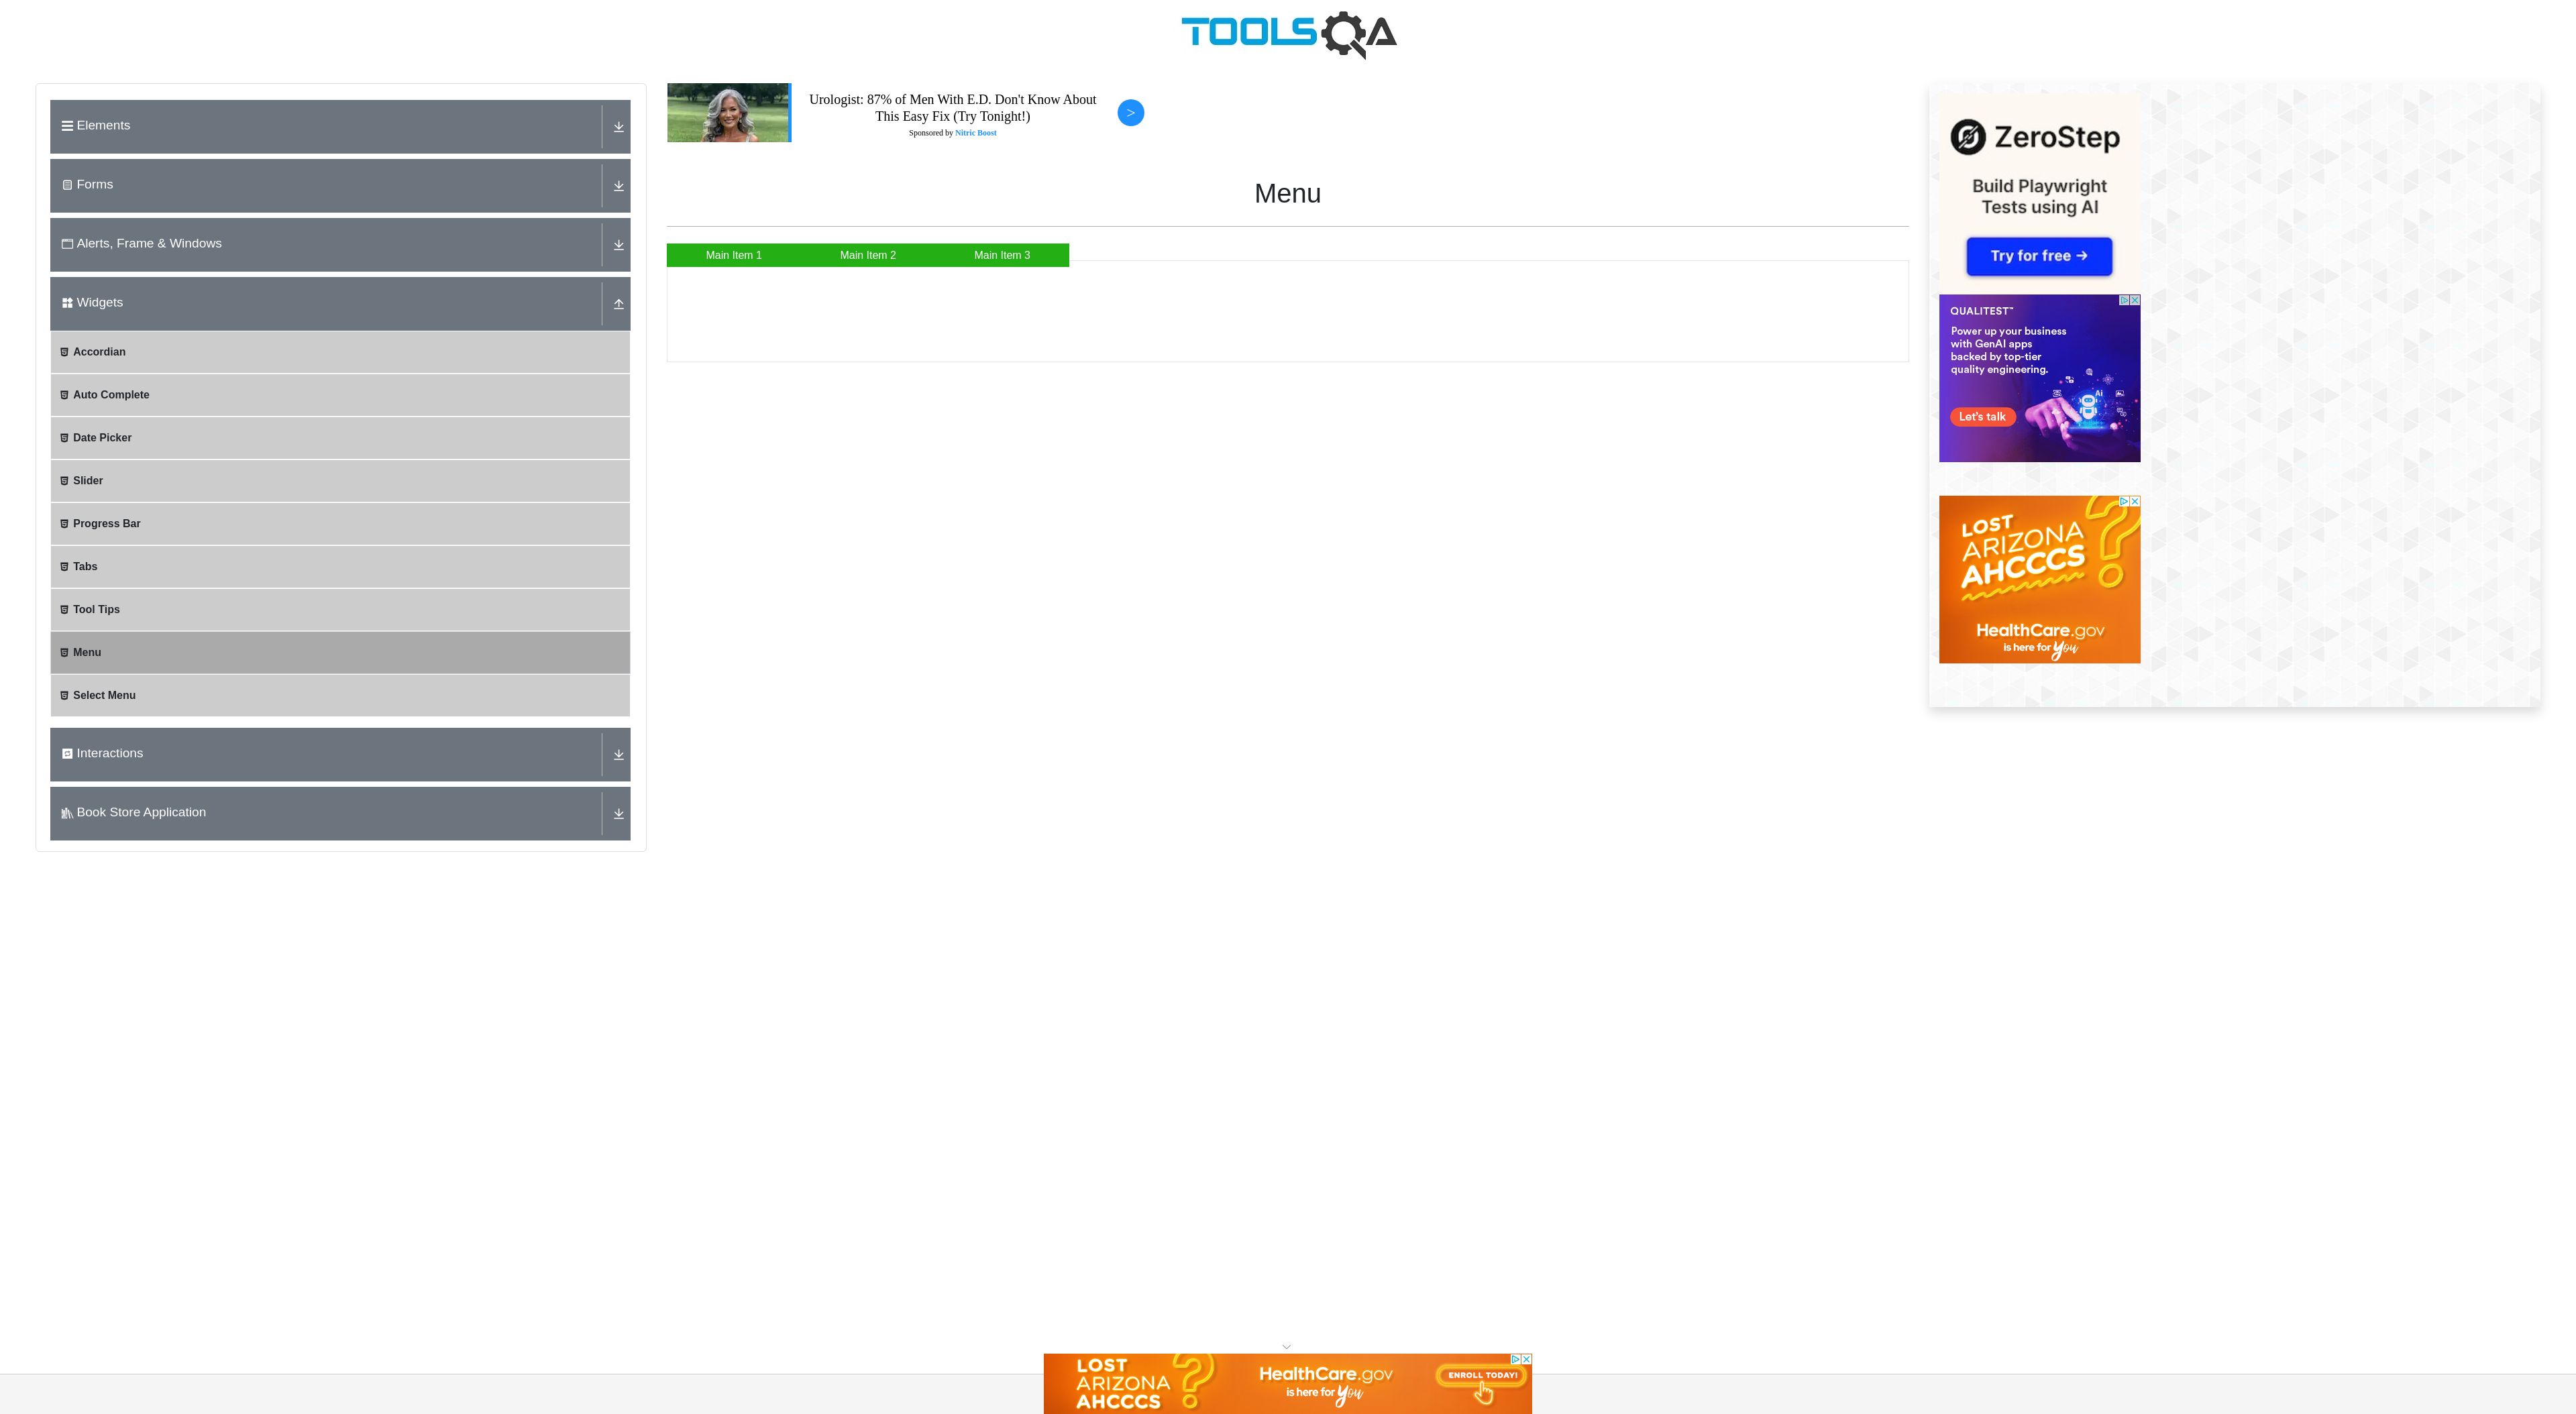 TOOLSQA
Elements
Forms
Alerts, Frame & Windows
Widgets
Accordian
Auto Complete
Date Picker
Slider
Progress Bar
Tabs
Tool Tips
Menu
Select Menu
Interactions
Book Store Application
Urologist: 87% of Men With E.D. Don't Know About
This Easy Fix (Try Tonight!)
Sponsored by Nitric Boost
>
Menu
Main Item 1
Main Item 2
Main Item 3
ZeroStep
Build Playwright
Tests using AI
Try for free →
QUALITEST™
Power up your business
with GenAI apps
backed by top-tier
quality engineering.
Ai
Let's talk
LOST
ARIZONA
AHCCCS
?
HealthCare.gov
is here for you
LOST
ARIZONA
AHCCCS
?
HealthCare.gov
is here for you
ENROLL TODAY!